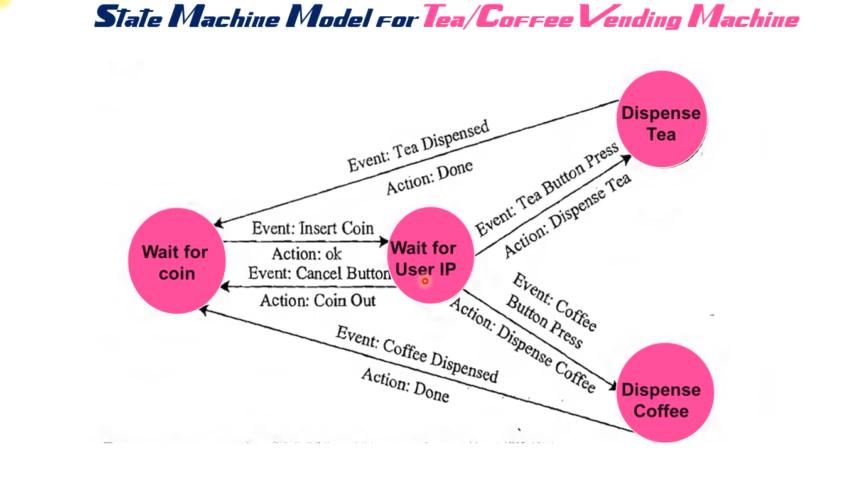 State Machine Model for Tea/Coffee Vending Machine
Dispense
Tea
Event: Tea Dispensed
Action: Done
Event: Tea Button Press
Action: Dispense Tea
Wait for
coin
Event: Insert Coin
Action: ok
Event: Cancel Button
Action: Coin Out
Wait for
User IP
Event: Coffee
Button Press
Action: Dispense Coffee
Event: Coffee Dispensed
Action: Done
Dispense
Coffee